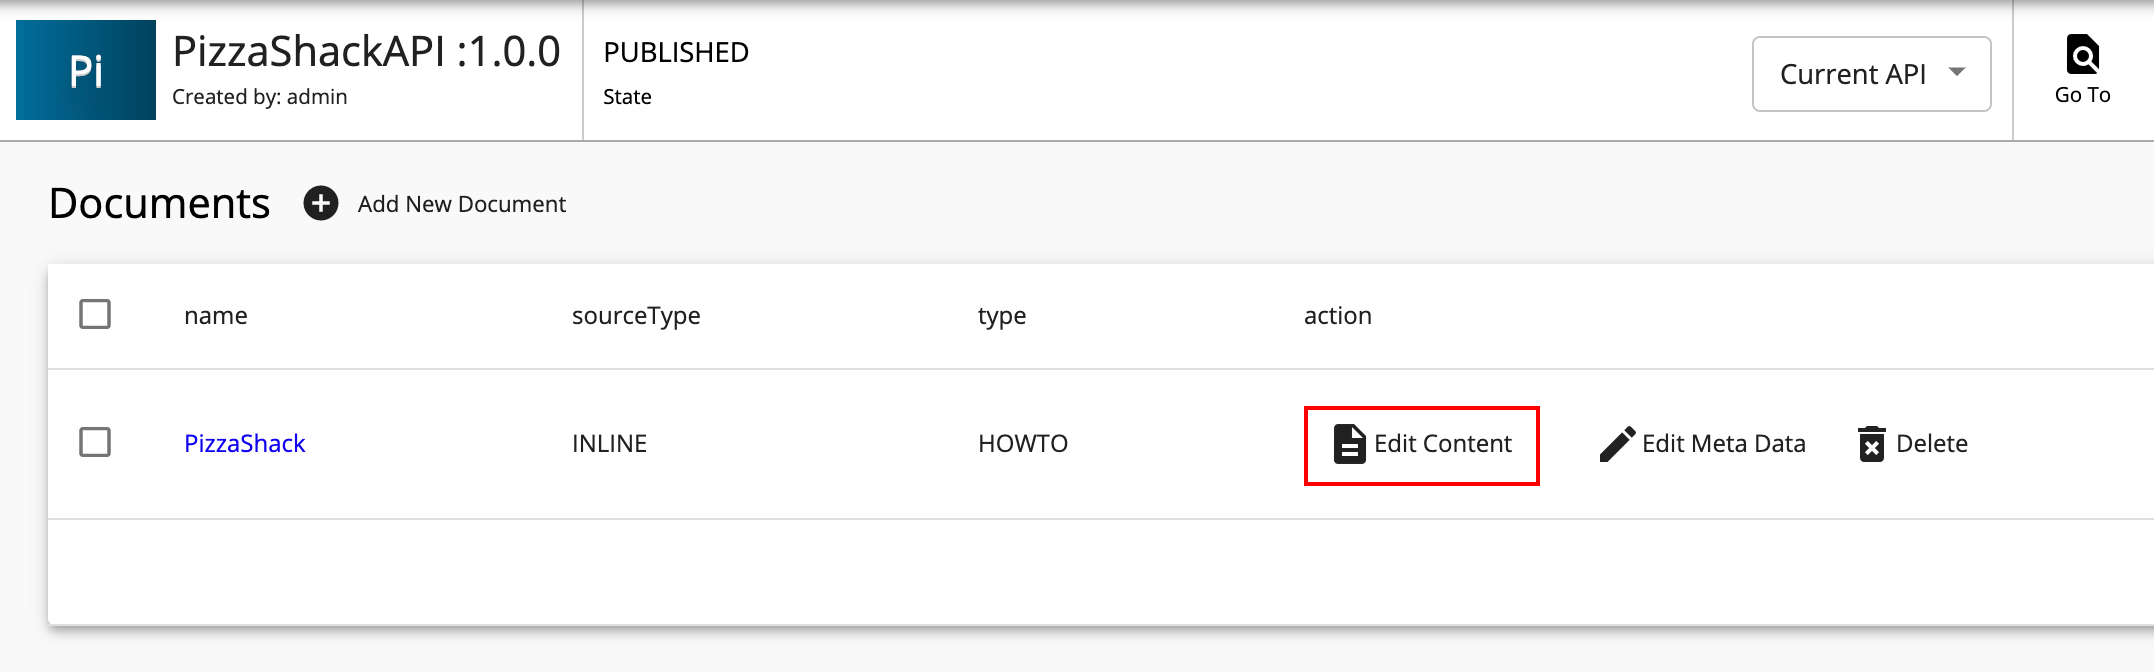 Pi
PizzaShackAPI :1.0.0
Created by: admin
PUBLISHED
State
Current API
Go To
Documents
Add New Document
name sourceType type action
PizzaShack INLINE HOWTO Edit Content Edit Meta Data Delete